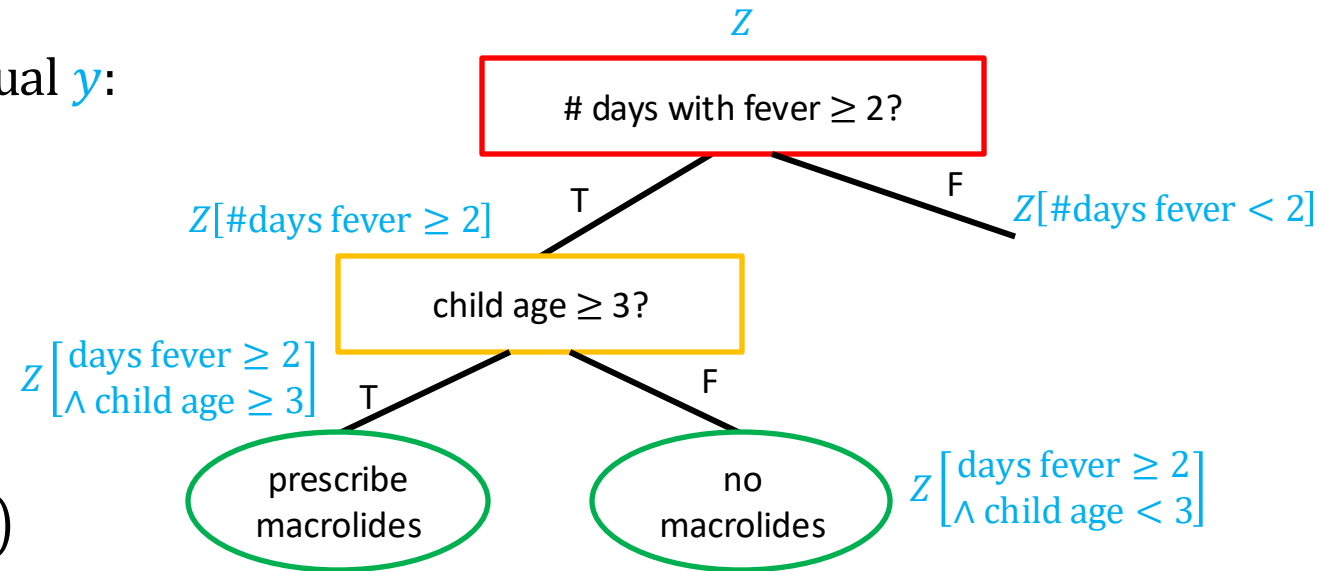 Z
ual y:
# days with fever ≥ 2?
T
F
Z[#days fever ≥ 2]
Z[#days fever < 2]
child age ≥ 3?
Z[days fever ≥ 2
∧ child age ≥ 3]
T
F
prescribe
macrolides
no
macrolides
Z[days fever ≥ 2
∧ child age < 3]
)